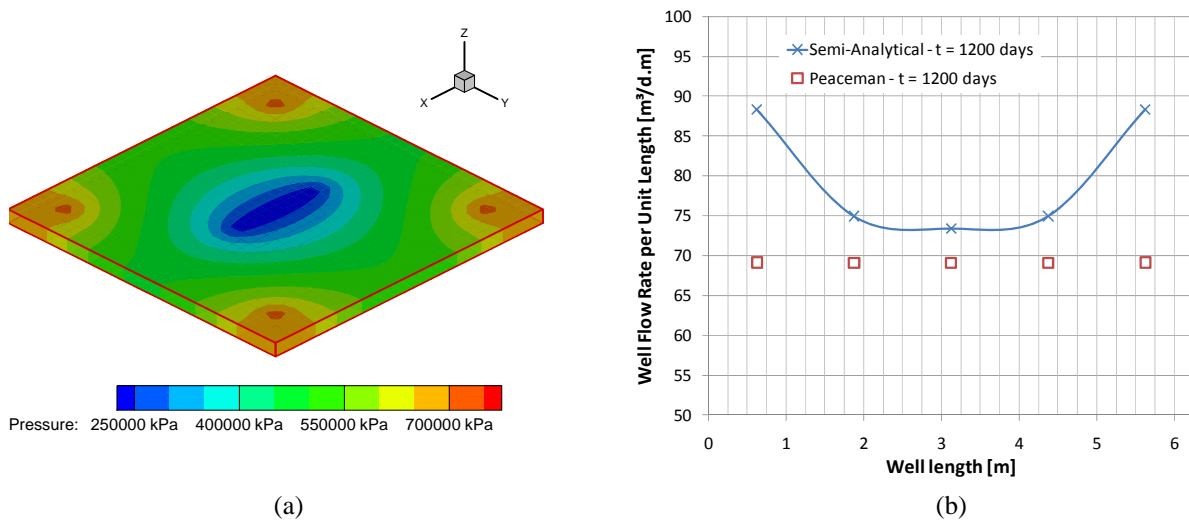 Z
X
Y
Pressure: 250000 kPa 400000 kPa 550000 kPa 700000 kPa
(a)
Well Flow Rate per Unit Length [m³/d.m]
100
95
90
85
80
75
70
65
60
55
50
Semi-Analytical - t = 1200 days
Peaceman - t = 1200 days
0 1 2 3 4 5 6
Well length [m]
(b)